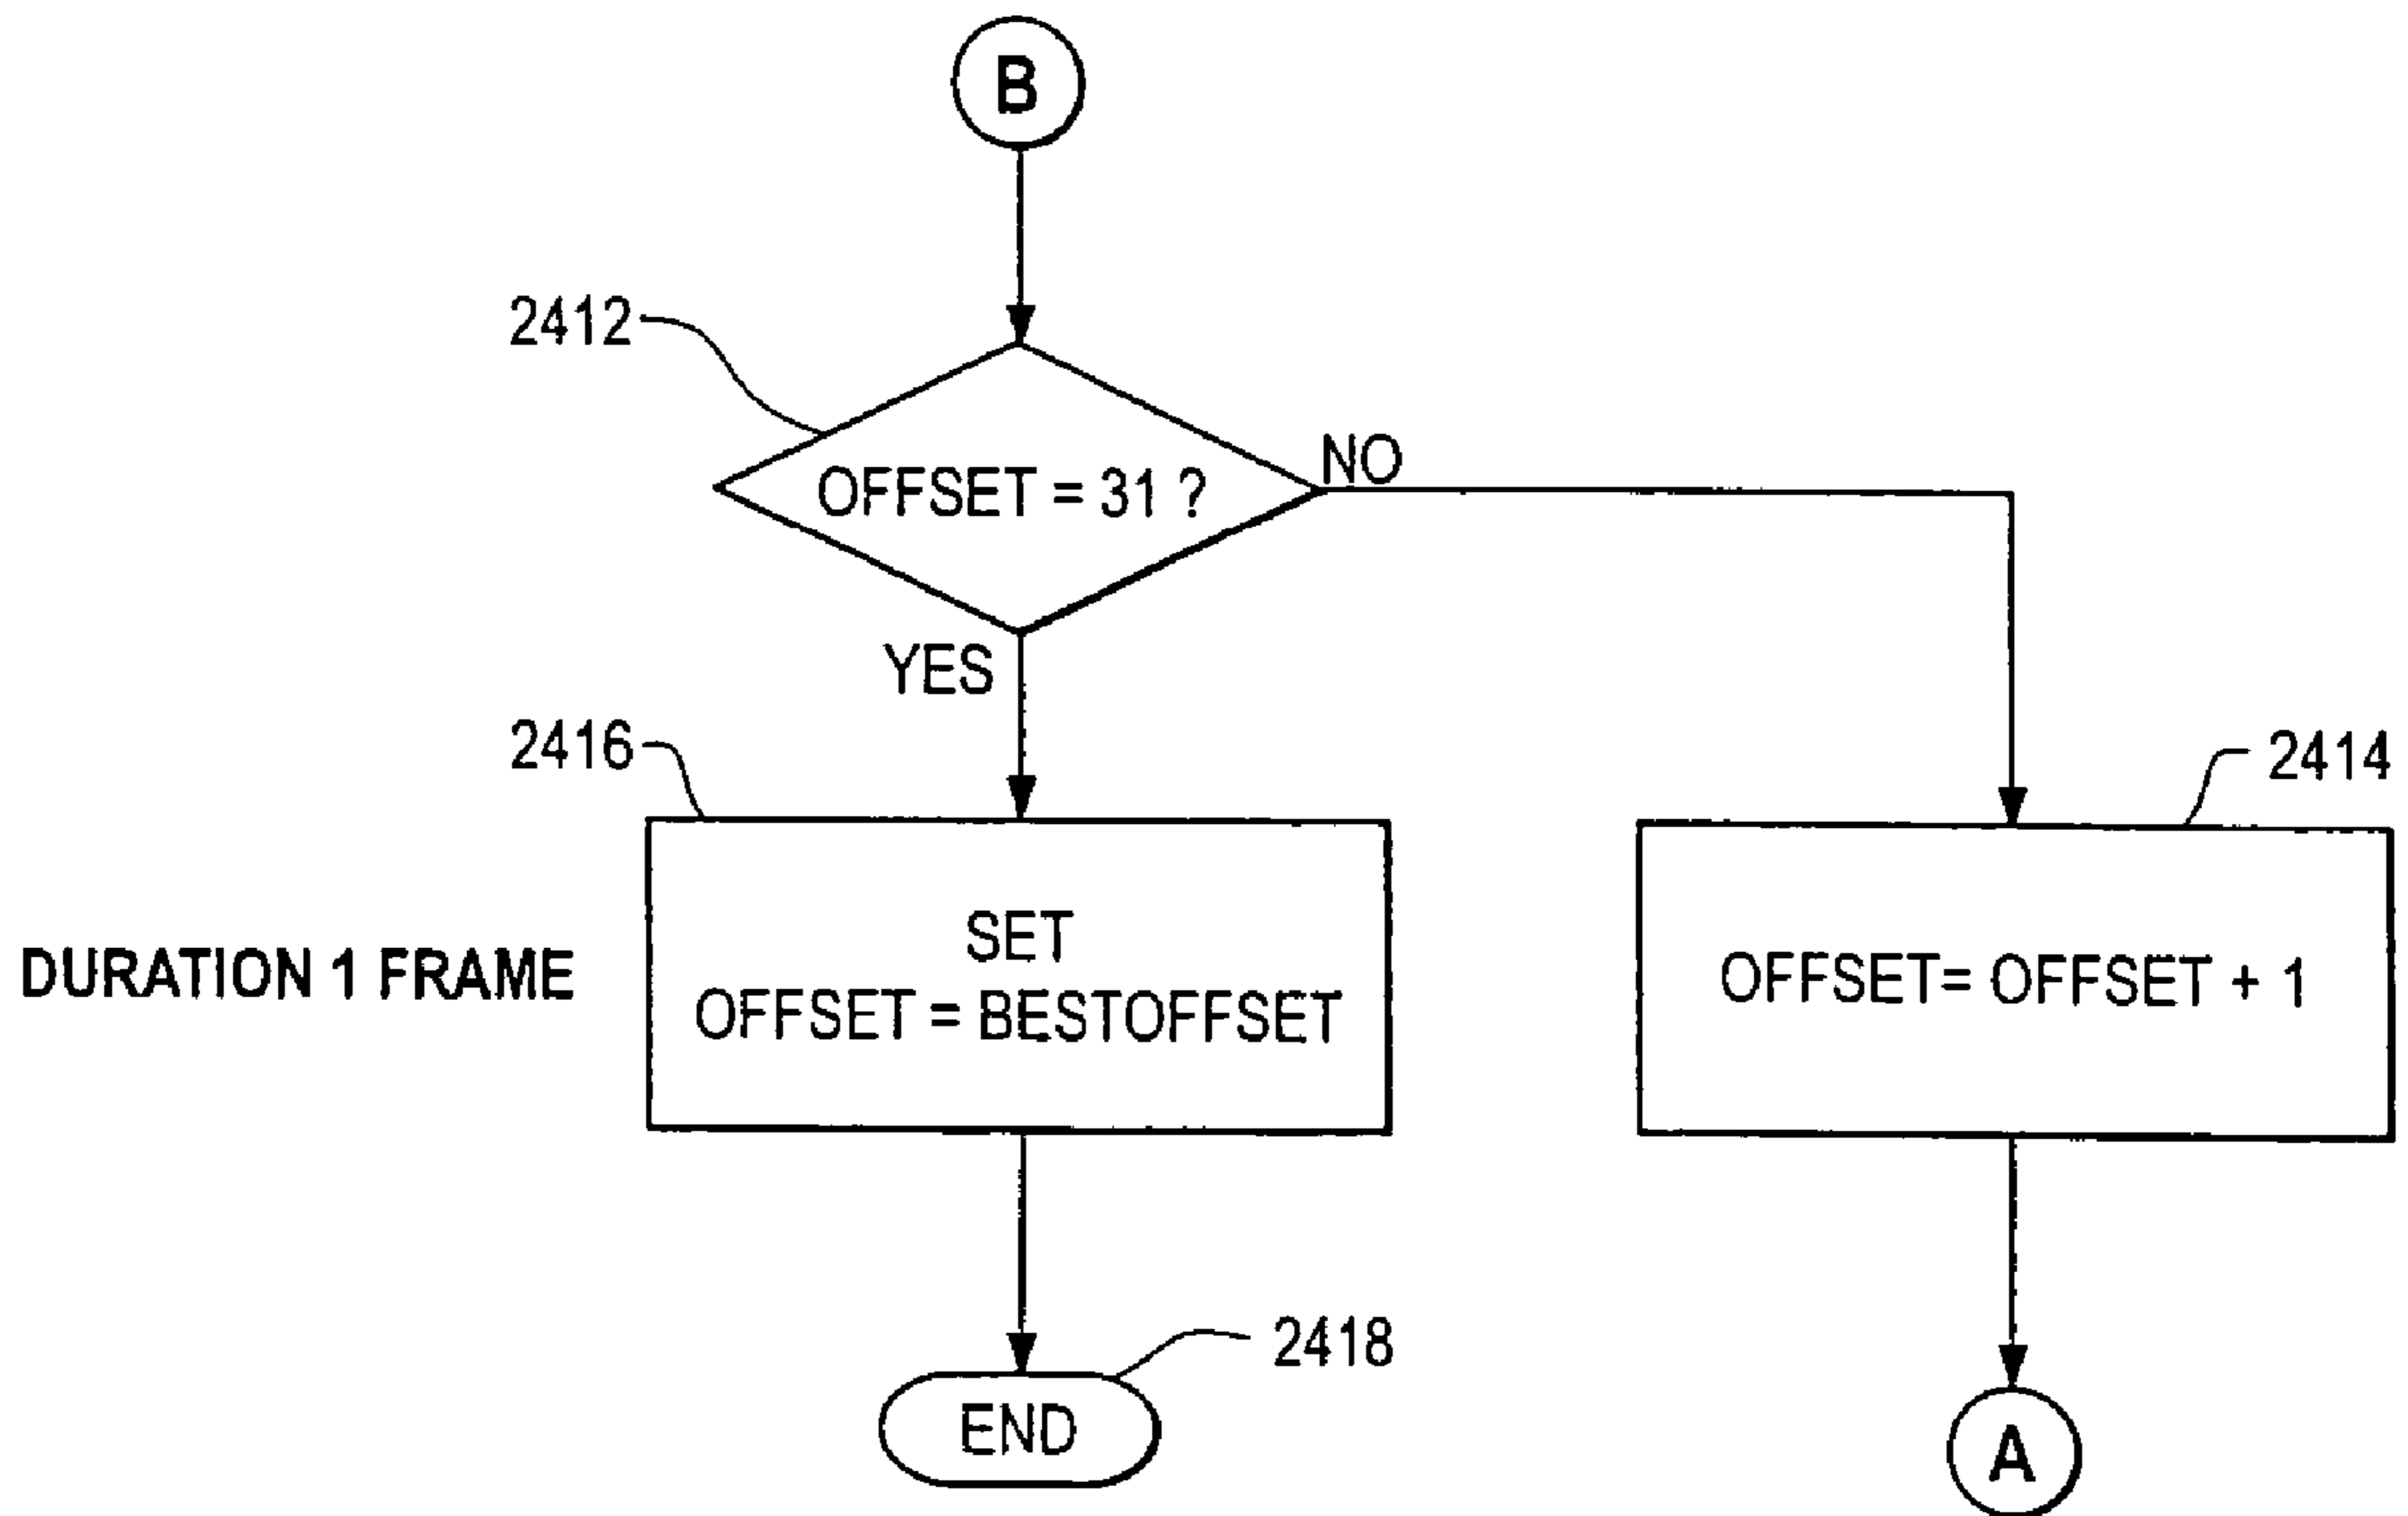 B
2412
OFFSET = 31 ?
NO
YES
2416
2414
DURATION 1 FRAME
SET
OFFSET = BESTOFFSET
OFFSET= OFFSET + 1
2418
END
A